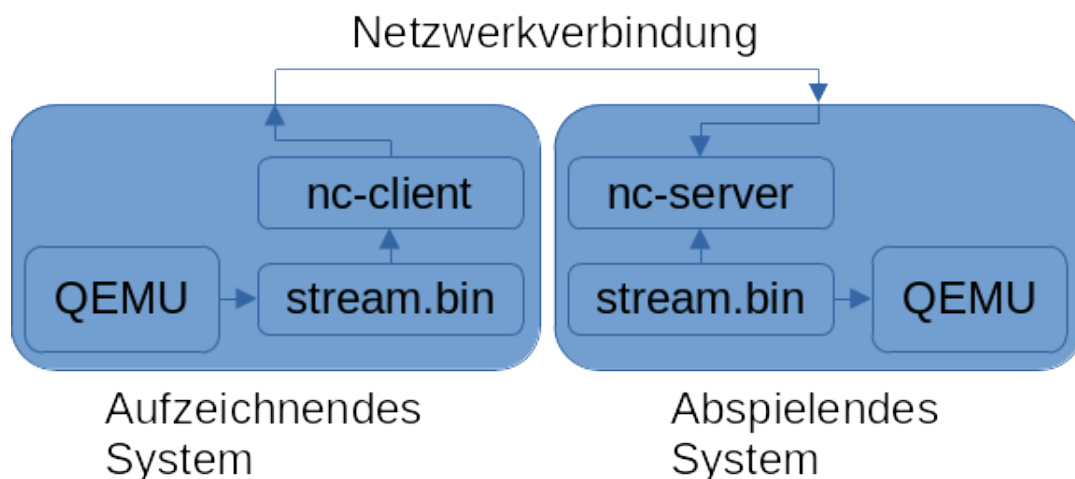 Netzwerkverbindung
nc-client
nc-server
QEMU
stream.bin
stream.bin
QEMU
Aufzeichnendes
System
Abspielendes
System